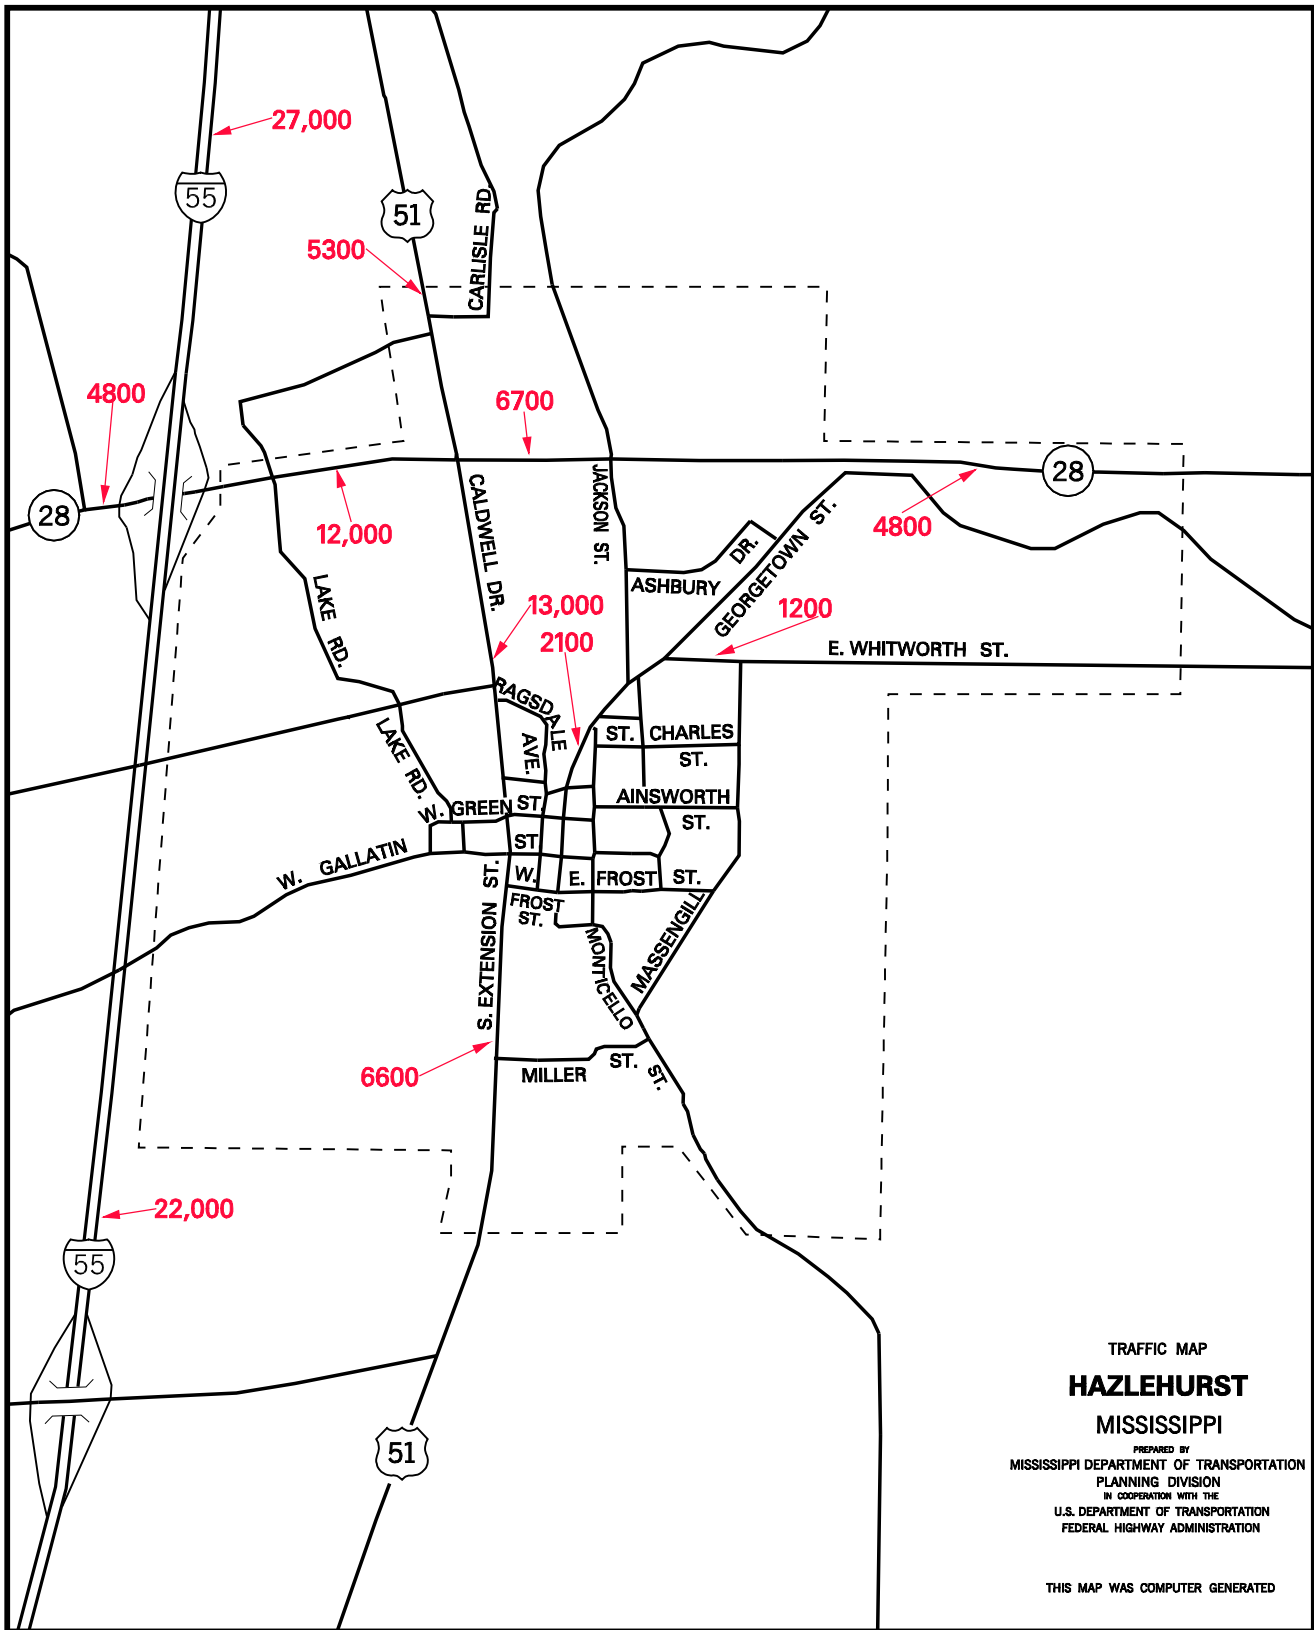 27,000
55
51
CARLISLE RD.
5300
4800
6700
28
28
12,000
4800
CALDWELL DR.
JACKSON ST.
GEORGETOWN ST.
ASHBURY DR.
LAKE RD.
13,000
2100
1200
E. WHITWORTH ST.
RAGSDALE
AVE.
LAKE RD.
ST. CHARLES
ST.
W. GREEN ST.
AINSWORTH
ST.
W. GALLATIN
ST
W.
FROST
ST.
E. FROST ST.
S. EXTENSION ST.
MONTICELLO
ST.
MASSENGILL
6600
MILLER ST.
22,000
55
51
TRAFFIC MAP
HAZLEHURST
MISSISSIPPI
PREPARED BY
MISSISSIPPI DEPARTMENT OF TRANSPORTATION
PLANNING DIVISION
IN COOPERATION WITH THE
U.S. DEPARTMENT OF TRANSPORTATION
FEDERAL HIGHWAY ADMINISTRATION
THIS MAP WAS COMPUTER GENERATED